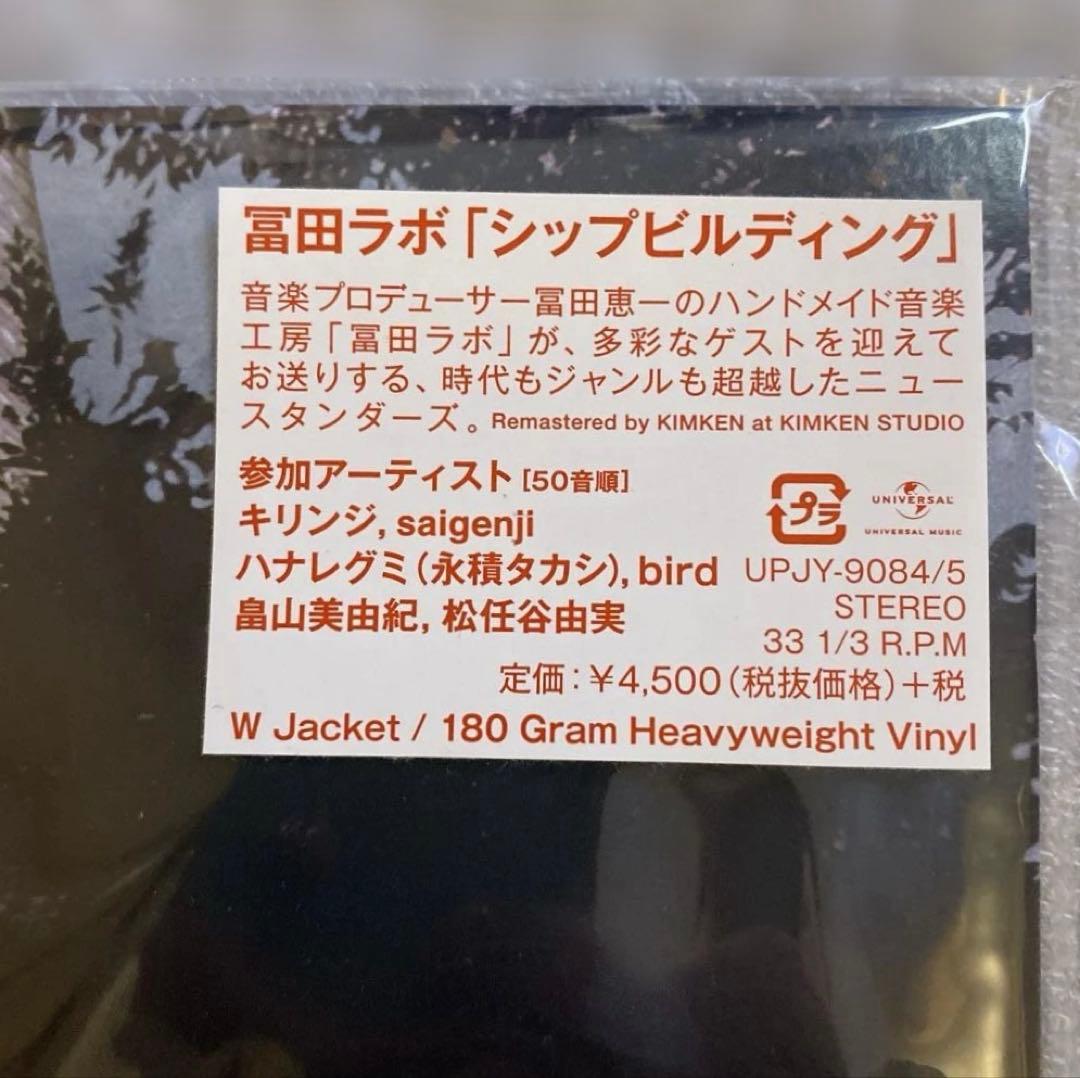 冨田ラボ「シップビルディング」
音楽プロデューサー冨田恵一のハンドメイド音楽
工房「冨田ラボ」が、多彩なゲストを迎えて
お送りする、時代もジャンルも超越したニュー
スタンダーズ。Remastered by KIMKEN at KIMKEN STUDIO
参加アーティスト[50音順]
キリンジ, saigenji
ハナレグミ(永積タカシ), bird
畠山美由紀, 松任谷由実
プラ
UNIVERSAL
UNIVERSAL MUSIC
UPJY-9084/5
STEREO
33 1/3 R.P.M
定価:¥4,500(税抜価格)+税
W Jacket / 180 Gram Heavyweight Vinyl